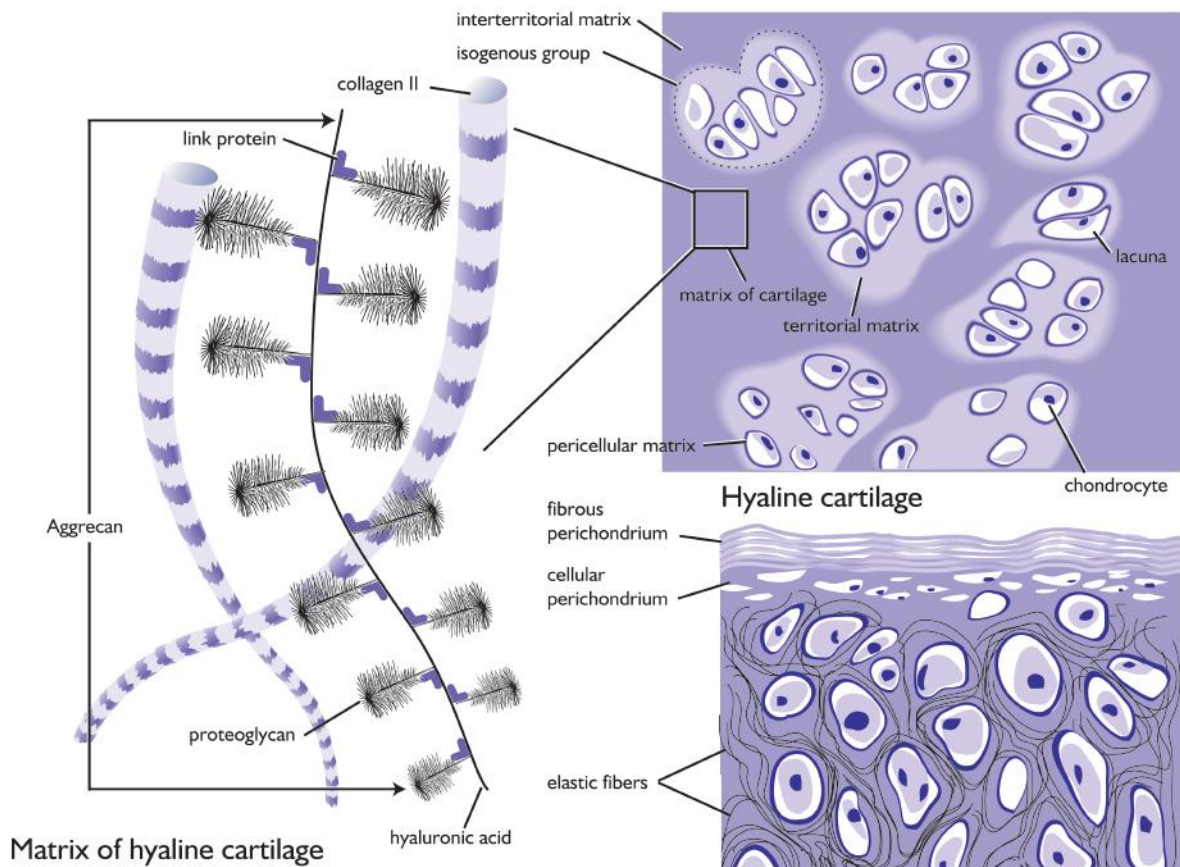 interterritorial matrix
isogenous group
collagen II
link protein
lacuna
matrix of cartilage
territorial matrix
pericellular matrix
chondrocyte
Hyaline cartilage
fibrous
perichondrium
Aggrecan
cellular
perichondrium
proteoglycan
elastic fibers
hyaluronic acid
Matrix of hyaline cartilage